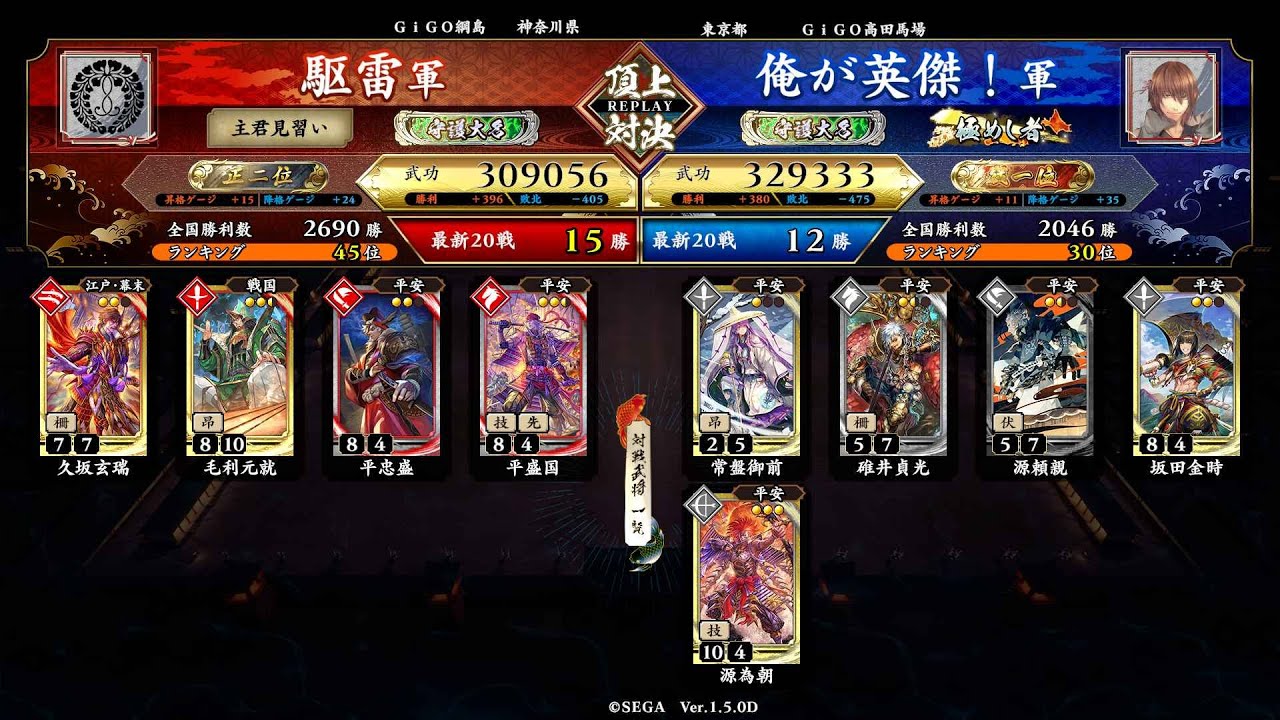 GiGO綱島 神奈川県
東京都 GiGO高田馬場
駆雷軍
頂上
REPLAY
対決
俺が英傑！軍
主君見習い
守護大名
守護大名
極めし者
正二位
武功 309056
武功 329333
一位
昇格ゲージ +15 降格ゲージ +24
勝利 +396 敗北 -405
勝利 +380 敗北 -475
昇格ゲージ +11 降格ゲージ +35
全国勝利数 2690勝
ランキング 45位
最新20戦 15勝
最新20戦 12勝
全国勝利数 2046勝
ランキング 30位
江戸・幕末
戦国
平安
平安
平安
平安
平安
平安
柵
昂
技 先
昂
柵
伏
7 7
8 10
8 4
8 4
2 5
5 7
5 7
8 4
久坂玄瑞
毛利元就
平忠盛
平盛国
常盤御前
碓井貞光
源頼親
坂田金時
対戦武将一覧
平安
技
10 4
源為朝
©SEGA Ver.1.5.0D